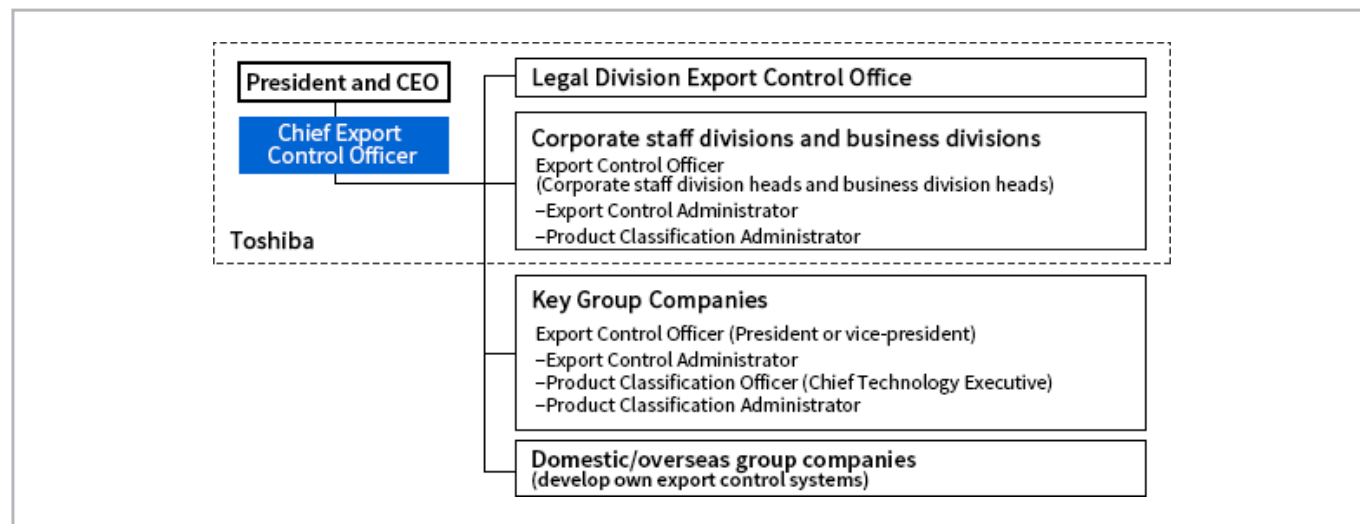 President and CEO
Chief Export
Control Officer
Toshiba
Legal Division Export Control Office
Corporate staff divisions and business divisions
Export Control Officer
(Corporate staff division heads and business division heads)
–Export Control Administrator
–Product Classification Administrator
Key Group Companies
Export Control Officer (President or vice-president)
–Export Control Administrator
–Product Classification Officer (Chief Technology Executive)
–Product Classification Administrator
Domestic/overseas group companies
(develop own export control systems)